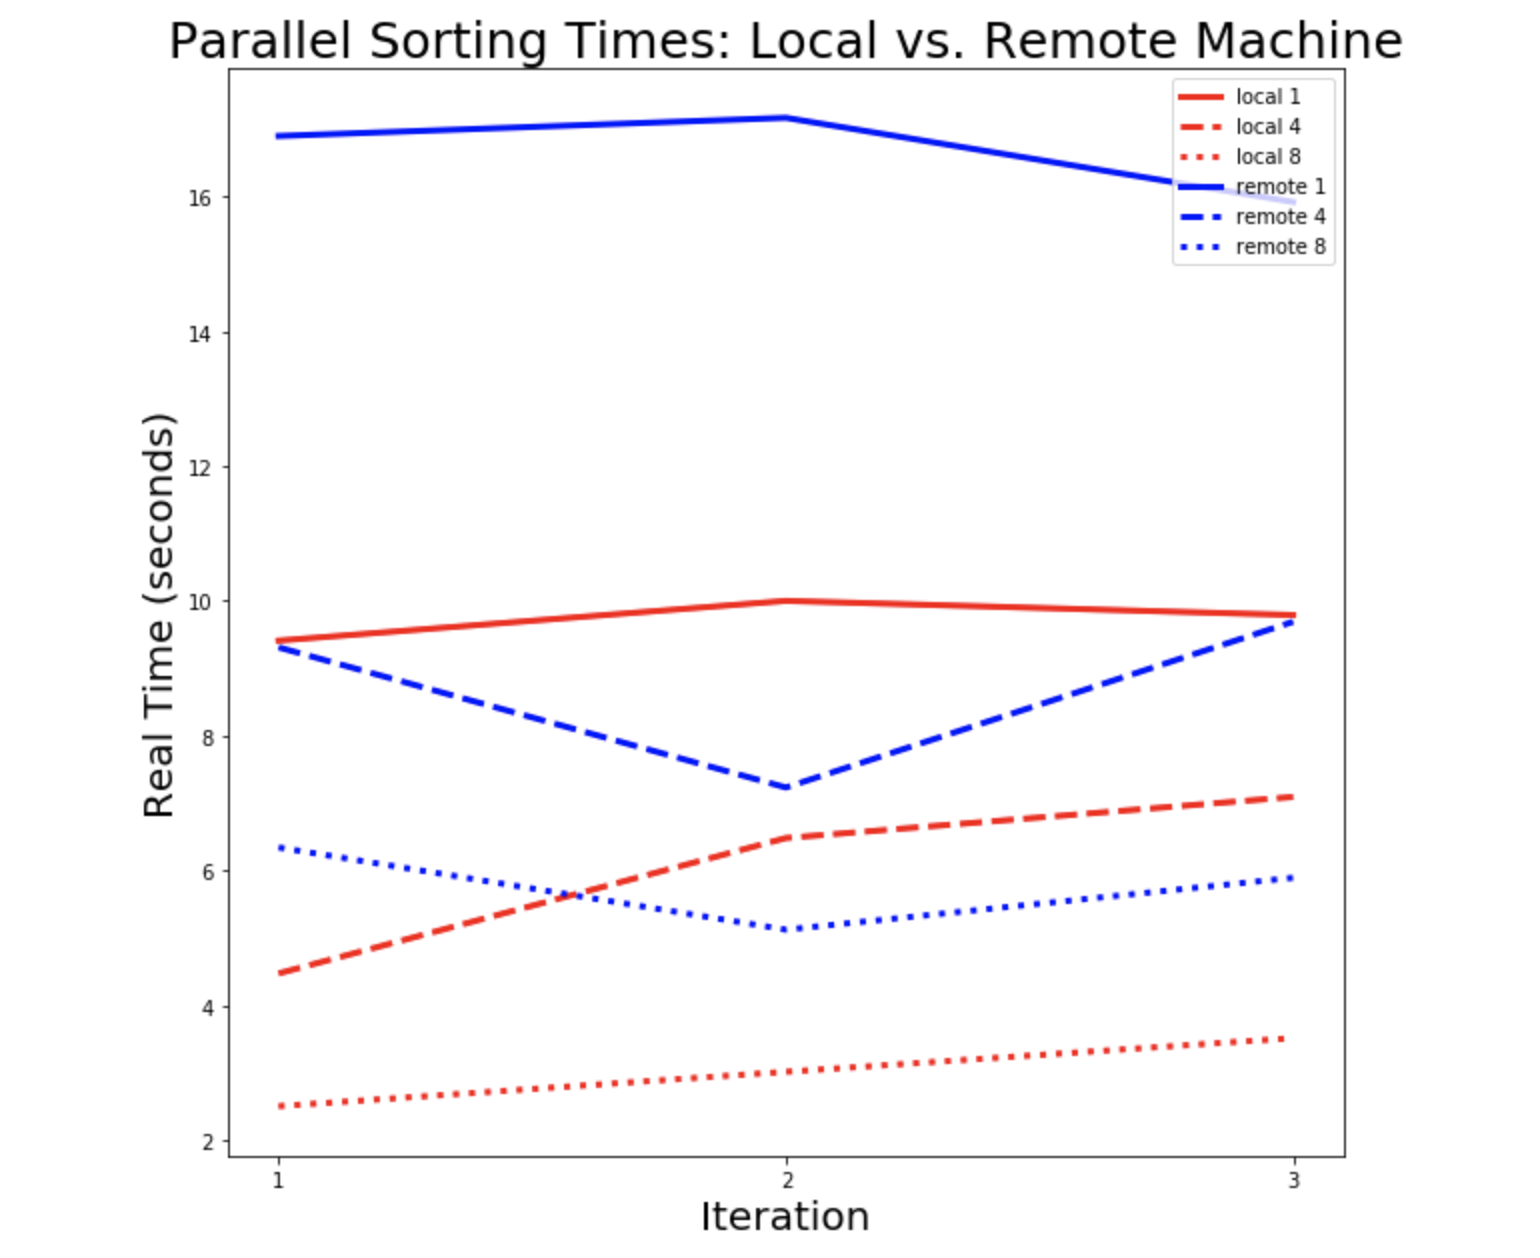 Parallel Sorting Times: Local vs. Remote Machine
local 1
local 4
local 8
remote 1
remote 4
remote 8
Real Time (seconds)
16
14
12
10
8
6
4
2
1 2 3
Iteration